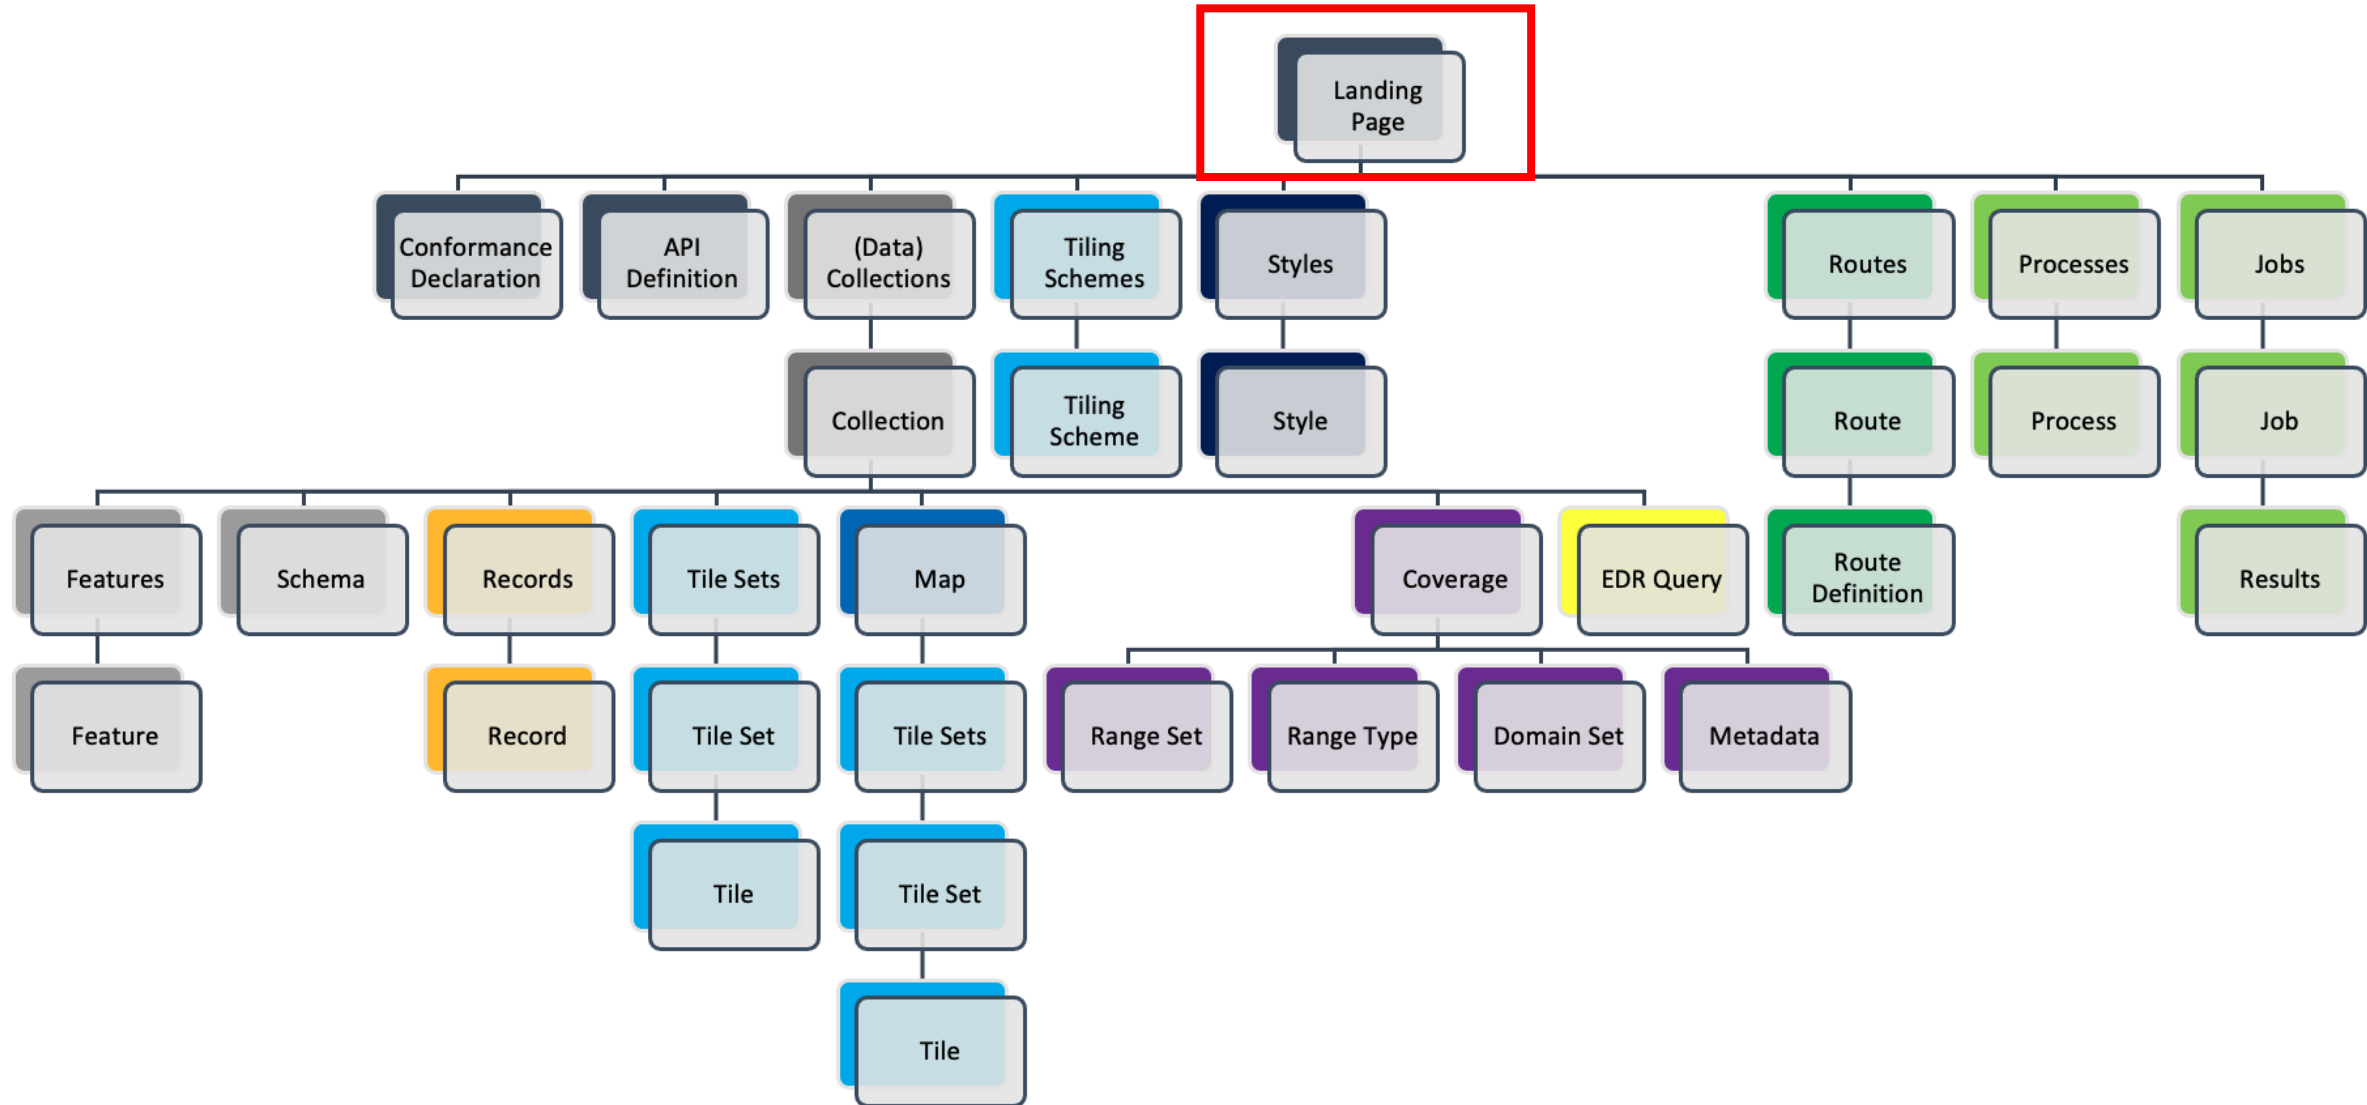 Landing
Page
Conformance
Declaration
API
Definition
(Data)
Collections
Tiling
Schemes
Styles
Routes
Processes
Jobs
Collection
Tiling
Scheme
Style
Route
Process
Job
Features
Schema
Records
Tile Sets
Map
Coverage
EDR Query
Route
Definition
Results
Feature
Record
Tile Set
Tile Sets
Range Set
Range Type
Domain Set
Metadata
Tile
Tile Set
Tile